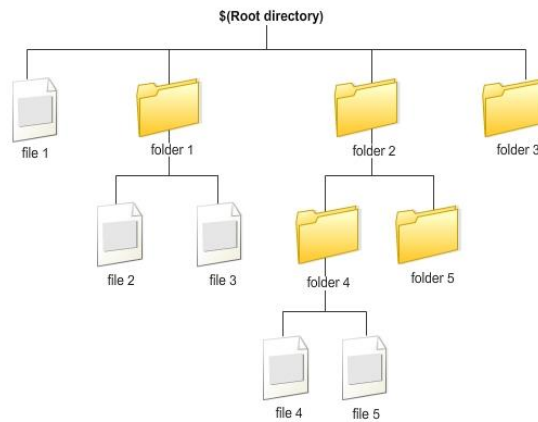 $(Root directory)
file 1
folder 1
folder 2
folder 3
file 2
file 3
folder 4
folder 5
file 4
file 5